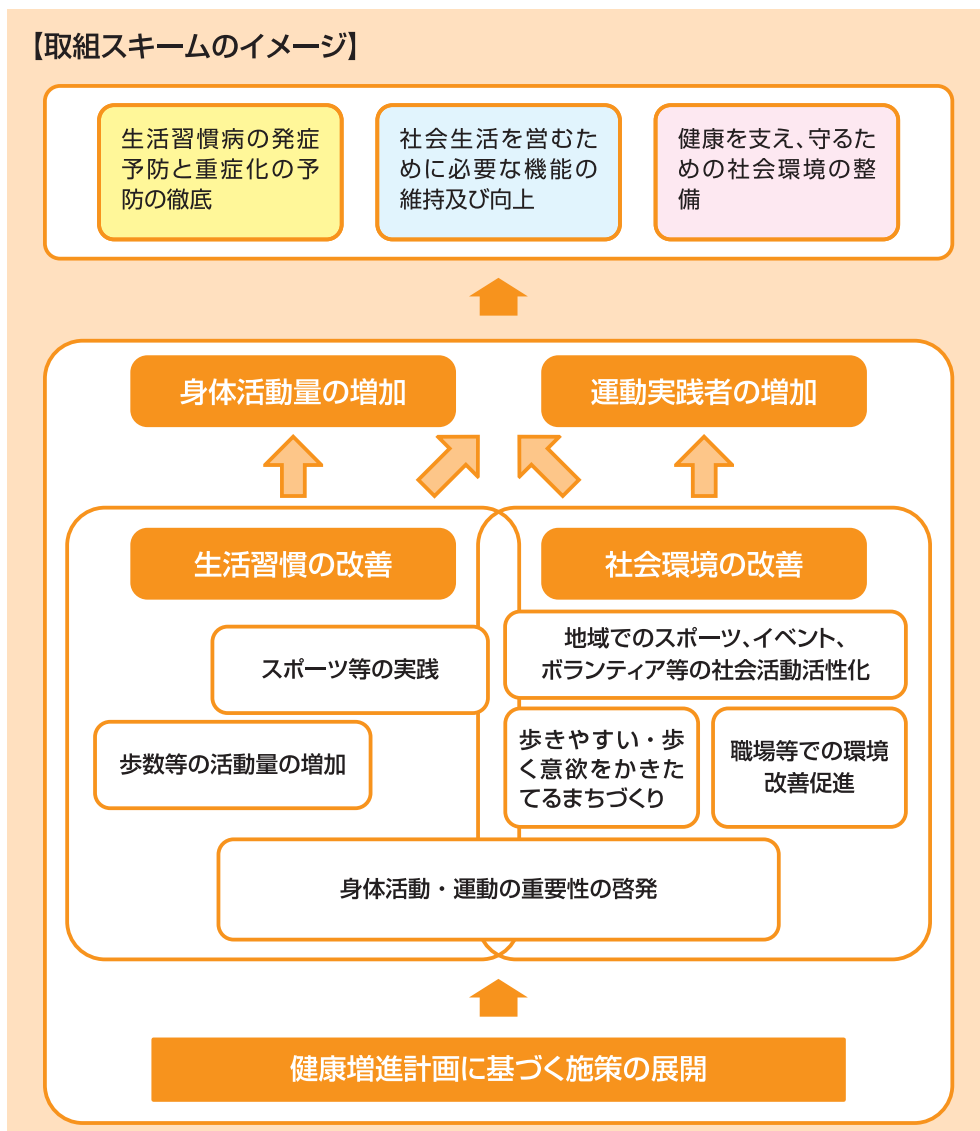 【取組スキームのイメージ】
生活習慣病の発症
予防と重症化の予
防の徹底
社会生活を営むた
めに必要な機能の
維持及び向上
健康を支え、守るた
めの社会環境の整
備
身体活動量の増加
運動実践者の増加
生活習慣の改善
社会環境の改善
スポーツ等の実践
地域でのスポーツ、イベント、
ボランティア等の社会活動活性化
歩数等の活動量の増加
歩きやすい・歩
く意欲をかきた
てるまちづくり
職場等での環境
改善促進
身体活動・運動の重要性の啓発
健康増進計画に基づく施策の展開